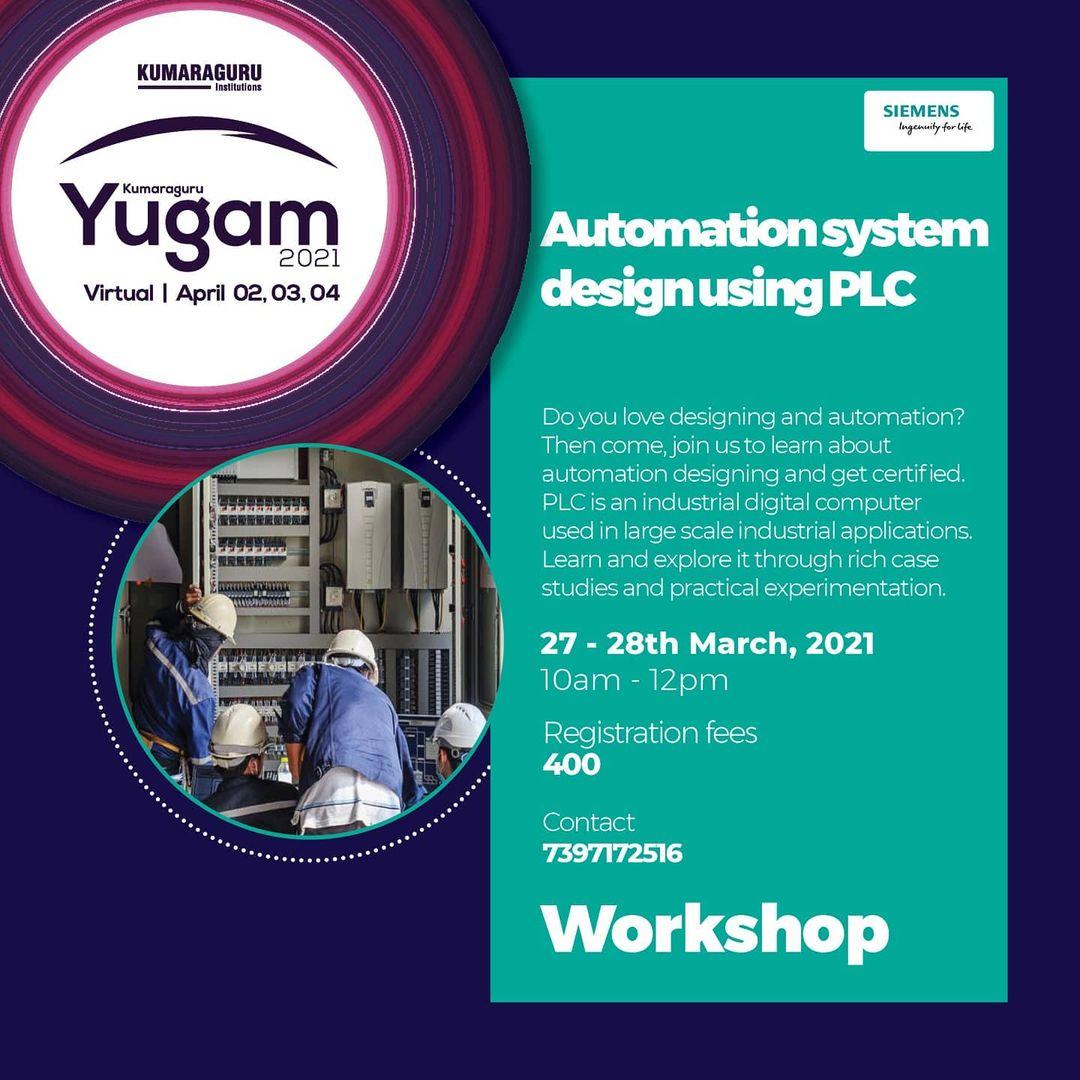 KUMARAGURU
Institutions
Kumaraguru
Yugam
2021
Virtual | April 02, 03, 04
SIEMENS
Ingenuity for life
Automation system
design using PLC
Do you love designing and automation?
Then come, join us to learn about
automation designing and get certified.
PLC is an industrial digital computer
used in large scale industrial applications.
Learn and explore it through rich case
studies and practical experimentation.
27 - 28th March, 2021
10am - 12pm
Registration fees
400
Contact
7397172516
Workshop